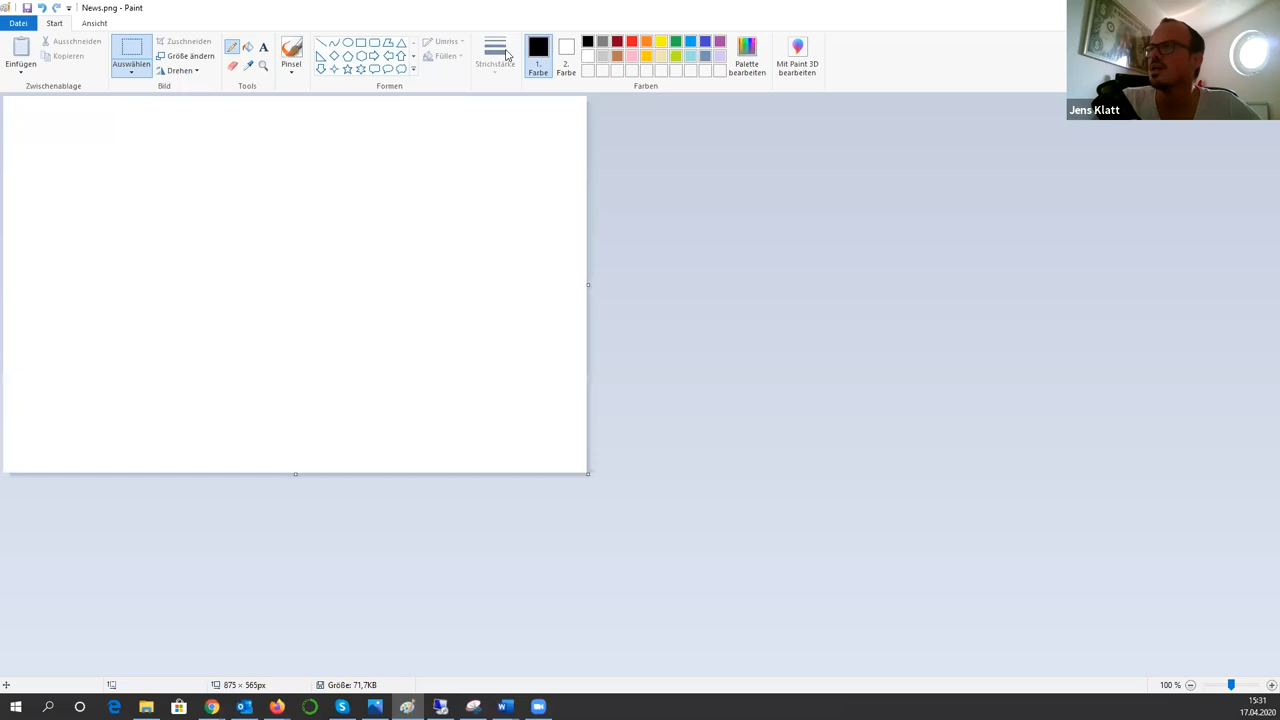 News.png - Paint
Datei Start Ansicht
Einfügen
Ausschneiden
Kopieren
Zwischenablage
Auswählen
Zuschneiden
Größe ändern
Drehen
Bild
A
Tools
Pinsel
Formen
Umriss
Füllen
Strichstärke
1.
Farbe
2.
Farbe
Palette
bearbeiten
Mit Paint 3D
bearbeiten
Farben
Jens Klatt
875 × 565px
Größe: 71,7KB
100 %
15:31
17.04.2020